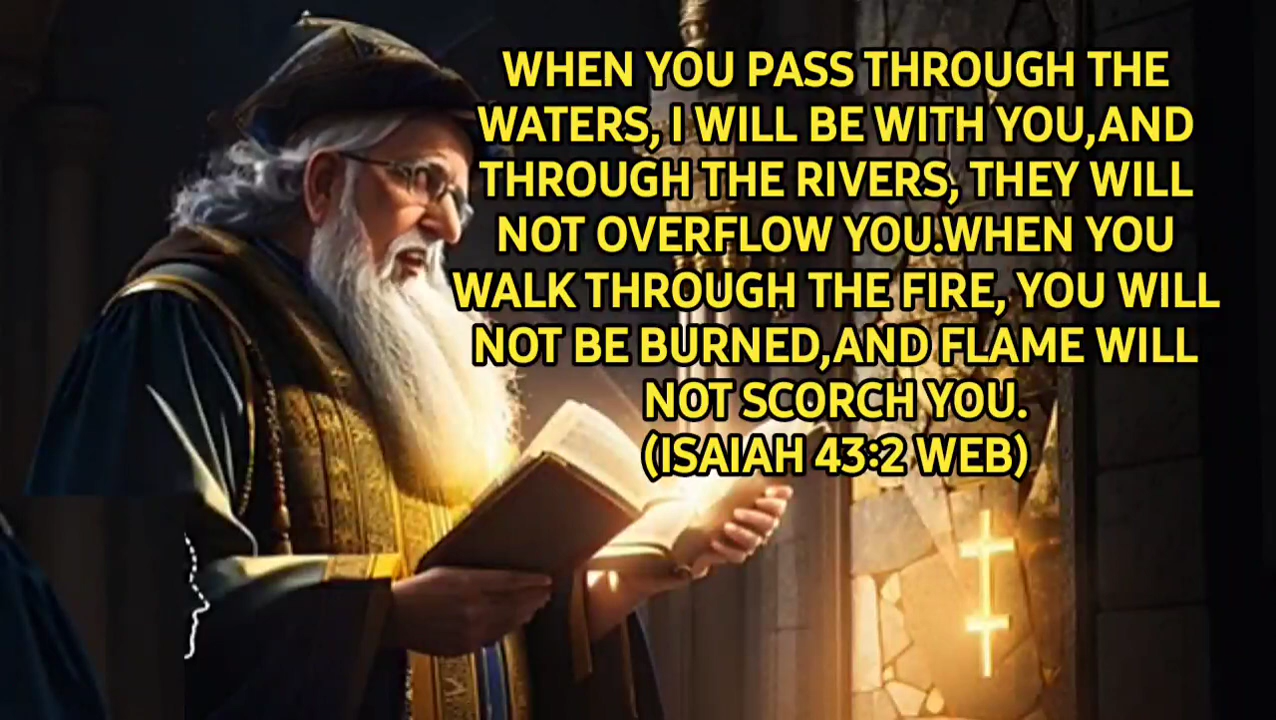 WHEN YOU PASS THROUGH THE
WATERS, I WILL BE WITH YOU,AND
THROUGH THE RIVERS, THEY WILL
NOT OVERFLOW YOU.WHEN YOU
WALK THROUGH THE FIRE, YOU WILL
NOT BE BURNED,AND FLAME WILL
NOT SCORCH YOU.
(ISAIAH 43:2 WEB)